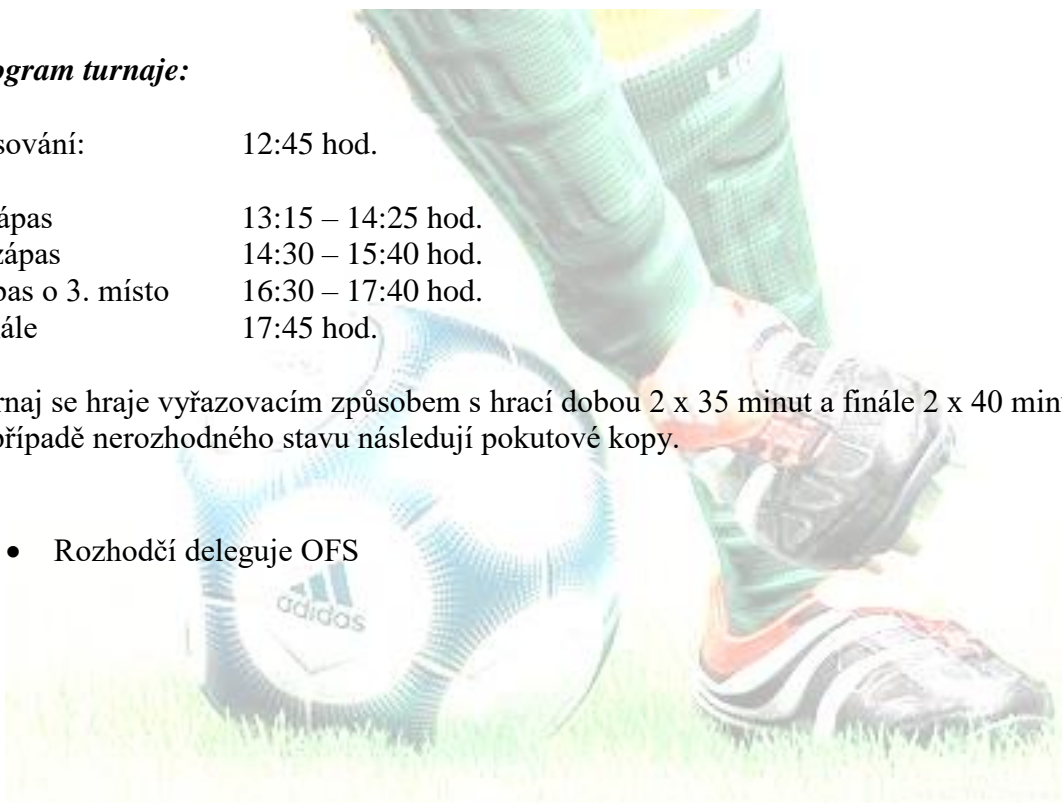 ogram turnaje:
sování: 12:45 hod.
ápas 13:15 – 14:25 hod.
zápas 14:30 – 15:40 hod.
pas o 3. místo 16:30 – 17:40 hod.
ále 17:45 hod.
rnaj se hraje vyřazovacím způsobem s hrací dobou 2 x 35 minut a finále 2 x 40 min
případě nerozhodného stavu následují pokutové kopy.
• Rozhodčí deleguje OFS
adidas